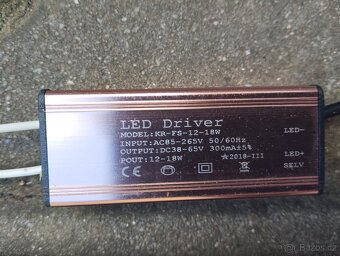 LED Driver
MODEL:KR-FS-12-18W
INPUT:AC85-265V 50/60Hz
OUTPUT:DC38-65V 300mA±5%
POUT:12-18W
★2018-III
LED-
LED+
SELV
CE